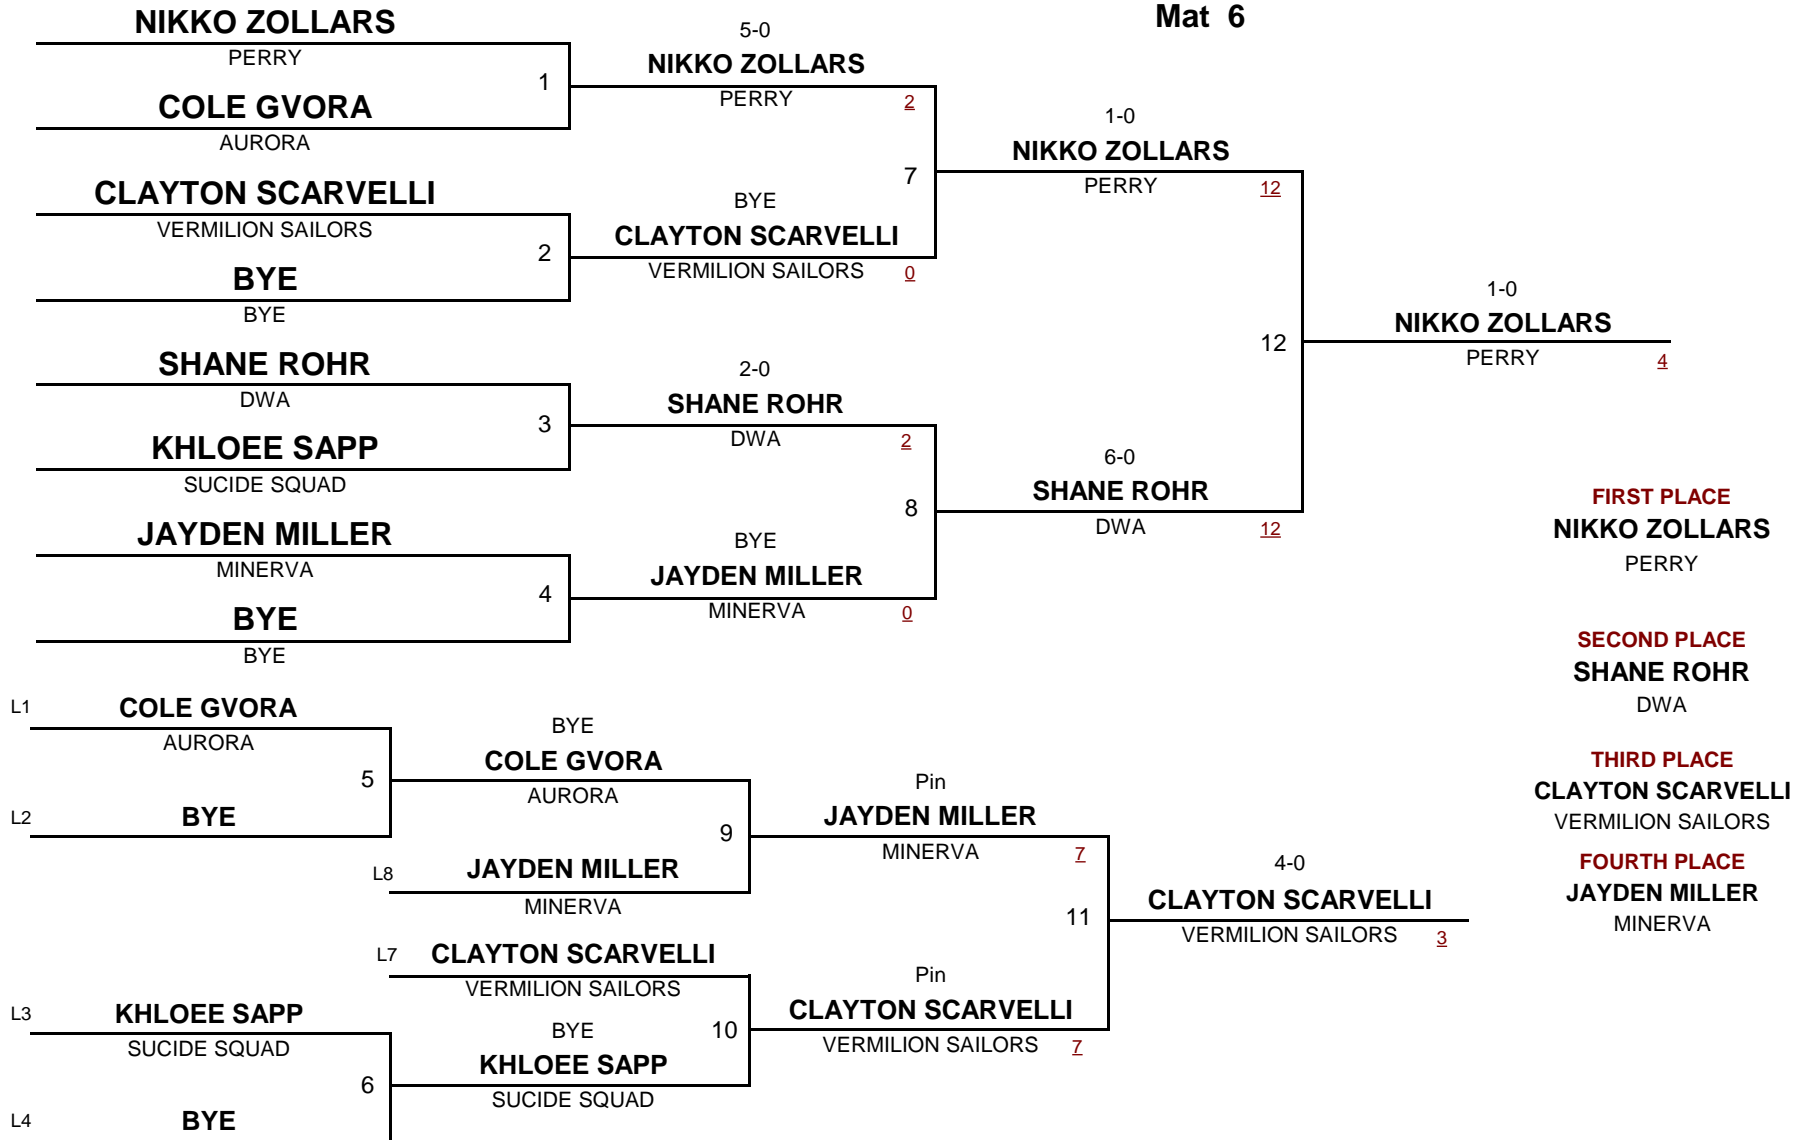 Mat 6
NIKKO ZOLLARS
PERRY
1
COLE GVORA
AURORA
CLAYTON SCARVELLI
VERMILION SAILORS
2
BYE
BYE
SHANE ROHR
DWA
3
KHLOEE SAPP
SUCIDE SQUAD
JAYDEN MILLER
MINERVA
4
BYE
BYE
5-0
NIKKO ZOLLARS
PERRY 2
7
BYE
CLAYTON SCARVELLI
VERMILION SAILORS 0
2-0
SHANE ROHR
DWA 2
8
BYE
JAYDEN MILLER
MINERVA 0
1-0
NIKKO ZOLLARS
PERRY 12
12
6-0
SHANE ROHR
DWA 12
1-0
NIKKO ZOLLARS
PERRY 4
FIRST PLACE
NIKKO ZOLLARS
PERRY
SECOND PLACE
SHANE ROHR
DWA
THIRD PLACE
CLAYTON SCARVELLI
VERMILION SAILORS
FOURTH PLACE
JAYDEN MILLER
MINERVA
L1 COLE GVORA
AURORA
5
L2 BYE
L3 KHLOEE SAPP
SUCIDE SQUAD
6
L4 BYE
BYE
COLE GVORA
AURORA
9
L8 JAYDEN MILLER
MINERVA
L7 CLAYTON SCARVELLI
VERMILION SAILORS
10
BYE
KHLOEE SAPP
SUCIDE SQUAD
Pin
JAYDEN MILLER
MINERVA 7
11
Pin
CLAYTON SCARVELLI
VERMILION SAILORS 7
4-0
CLAYTON SCARVELLI
VERMILION SAILORS 3